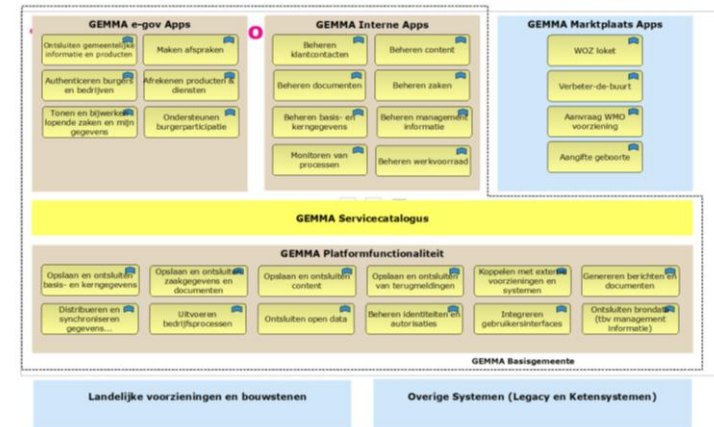 GEMMA e-gov Apps
Ontsluiten gemeentelijke
informatie en producten
Maken afspraken
Authenticeren burgers
en bedrijven
Afrekenen producten &
diensten
Tonen en bijwerken
lopende zaken en mijn
gegevens
Ondersteunen
burgerparticipatie
o
GEMMA Interne Apps
Beheren
klantcontacten
Beheren content
Beheren documenten
Beheren zaken
Beheren basis- en
kerngegevens
Beheren management
informatie
Monitoren van
processen
Beheren werkvoorraad
GEMMA Marktplaats Apps
WOZ loket
Verbeter-de-buurt
Aanvraag WMO
voorziening
Aangifte geboorte
GEMMA Servicecatalogus
GEMMA Platformfunctionaliteit
Opslaan en ontsluiten
basis- en kerngegevens
Opslaan en ontsluiten
zaakgegevens en
documenten
Opslaan en ontsluiten
content
Opslaan en ontsluiten
van terugmeldingen
Koppelen met externe
voorzieningen en
systemen
Genereren berichten en
documenten
Distribueren en
synchroniseren
gegevens...
Uitvoeren
bedrijfsprocessen
Ontsluiten open data
Beheren identiteiten en
autorisaties
Integreren
gebruikersinterfaces
Ontsluiten brondata
(tbv management
informatie)
GEMMA Basisgemeente
Landelijke voorzieningen en bouwstenen
Overige Systemen (Legacy en Ketensystemen)